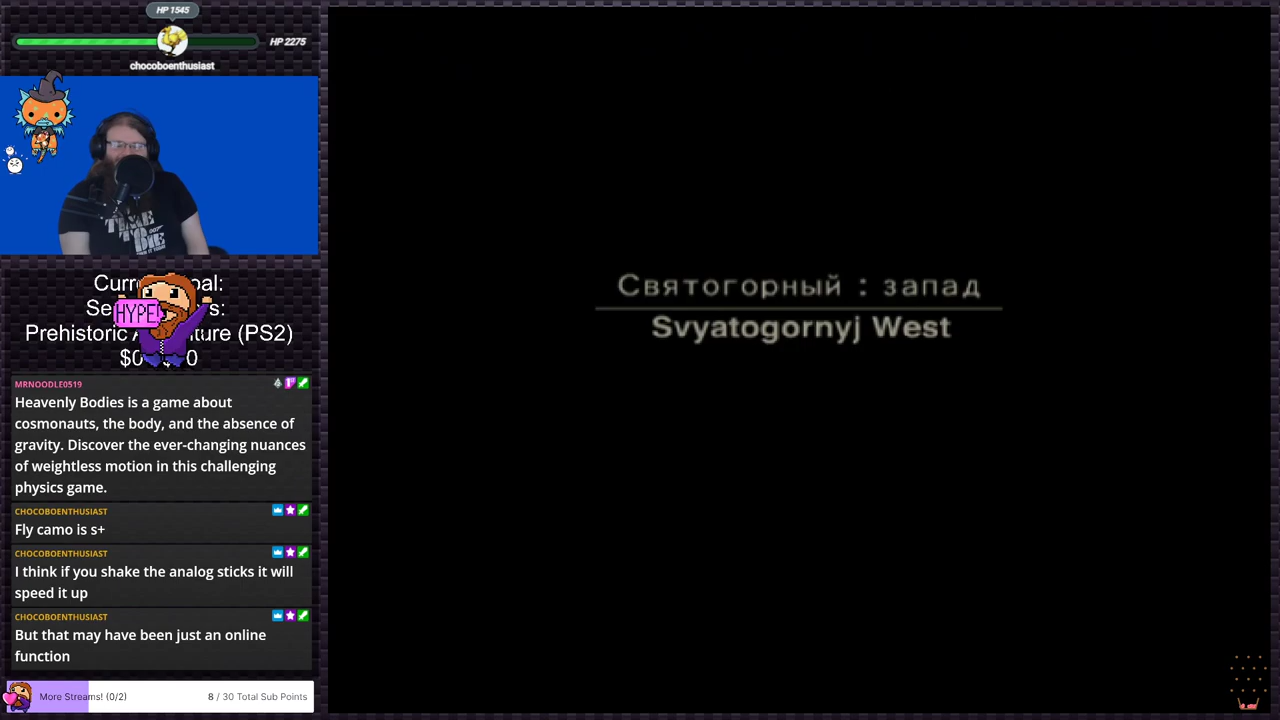 HP 1545
HP 2275
chocoboenthusiast
TIME
TO
DIE
HYPE!
Prehistoric
(PS2)
MRNOODLE0519
Heavenly Bodies is a game about
cosmonauts, the body, and the absence of
gravity. Discover the ever-changing nuances
of weightless motion in this challenging
physics game.
CHOCOBOENTHUSIAST
Fly camo is s+
CHOCOBOENTHUSIAST
I think if you shake the analog sticks it will
speed it up
CHOCOBOENTHUSIAST
But that may have been just an online
function
More Streams! (0/2)
8 / 30 Total Sub Points
Святогорный : запад
Svyatogornyj West